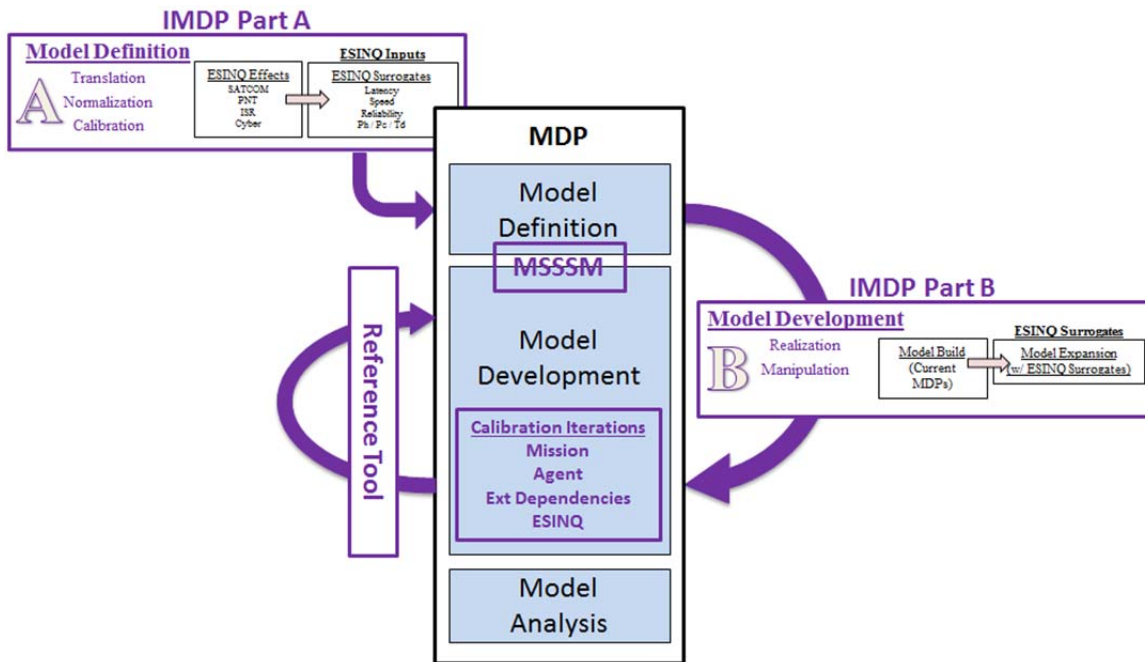 IMDP Part A
Model Definition
A
Translation
Normalization
Calibration
ESINQ Effects
SATCOM
PNT
ISR
Cyber
ESINQ Inputs
ESINQ Surrogates
Latency
Speed
Reliability
Ph / Pc / Td
MDP
Model
Definition
MSSSM
Model
Development
Calibration Iterations
Mission
Agent
Ext Dependencies
ESINQ
Model
Analysis
Reference Tool
IMDP Part B
Model Development
B
Realization
Manipulation
Model Build
(Current
MDPs)
ESINQ Surrogates
Model Expansion
(w/ ESINQ Surrogates)